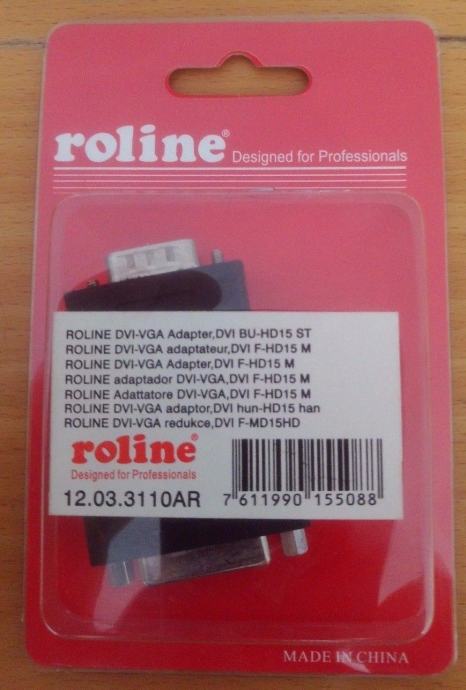 roline® Designed for Professionals
ROLINE DVI-VGA Adapter,DVI BU-HD15 ST
ROLINE DVI-VGA adaptateur,DVI F-HD15 M
ROLINE DVI-VGA Adapter,DVI F-HD15 M
ROLINE adaptador DVI-VGA,DVI F-HD15 M
ROLINE Adattatore DVI-VGA,DVI F-HD15 M
ROLINE DVI-VGA adaptor,DVI hun-HD15 han
ROLINE DVI-VGA redukce,DVI F-MD15HD
roline®
Designed for Professionals
12.03.3110AR 7 611990 155088
MADE IN CHINA